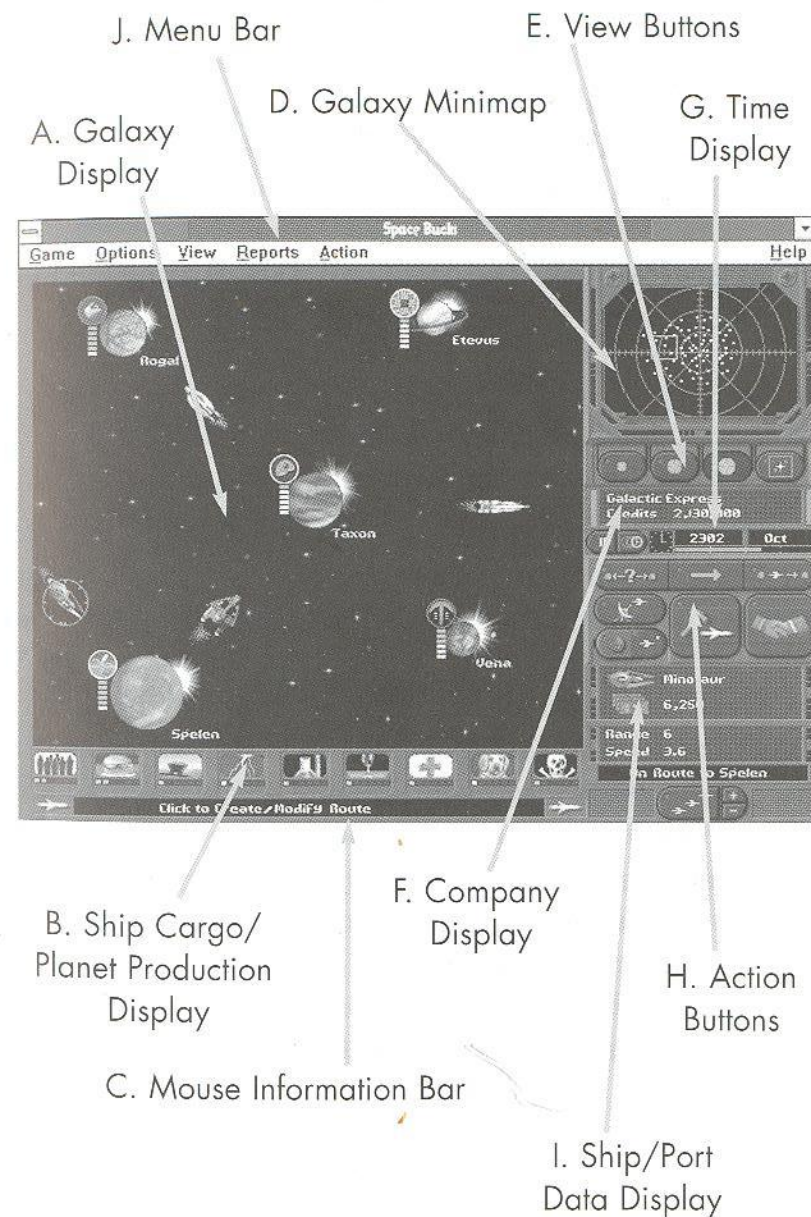 J. Menu Bar
E. View Buttons
D. Galaxy Minimap
G. Time
Display
A. Galaxy
Display
Space Bucks
Game Options View Reports Action Help
Rogal
Etevus
Taxon
Vena
Spelen
Galactic Express
Credits 2,130,000
2302 Oct
Minotaur
6,250
Range 6
Speed 3.6
On Route to Spelen
Click to Create/Modify Route
B. Ship Cargo/
Planet Production
Display
F. Company
Display
H. Action
Buttons
C. Mouse Information Bar
I. Ship/Port
Data Display